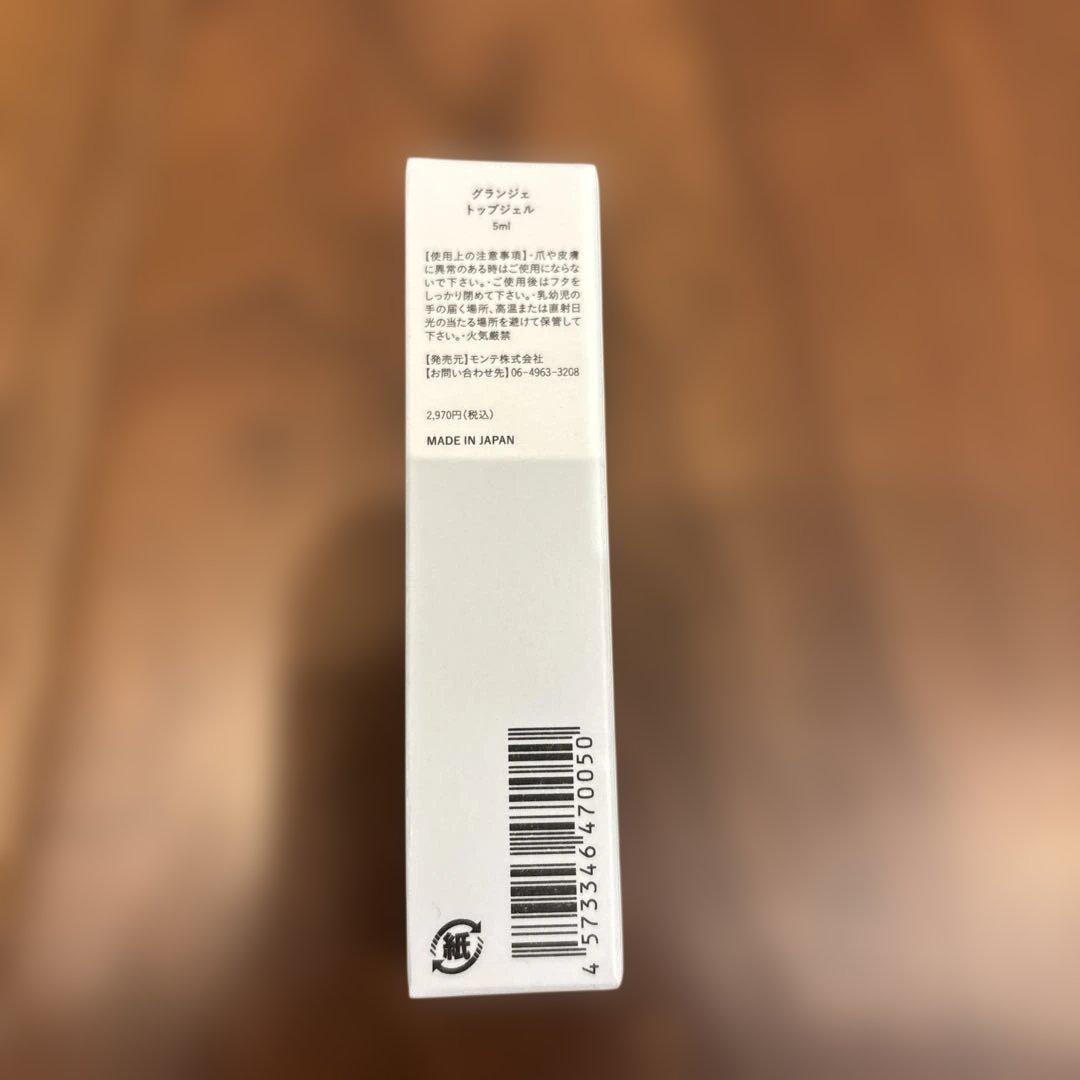 グランジェ
トップジェル
5ml
【使用上の注意事項】・爪や皮膚
に異常のある時はご使用にならな
いで下さい。・ご使用後はフタを
しっかり閉めて下さい。・乳幼児の
手の届く場所、高温または直射日
光の当たる場所を避けて保管して
下さい。・火気厳禁
【発売元】モンテ株式会社
【お問い合わせ先】06-4963-3208
2,970円(税込)
MADE IN JAPAN
4 573346 470050
紙